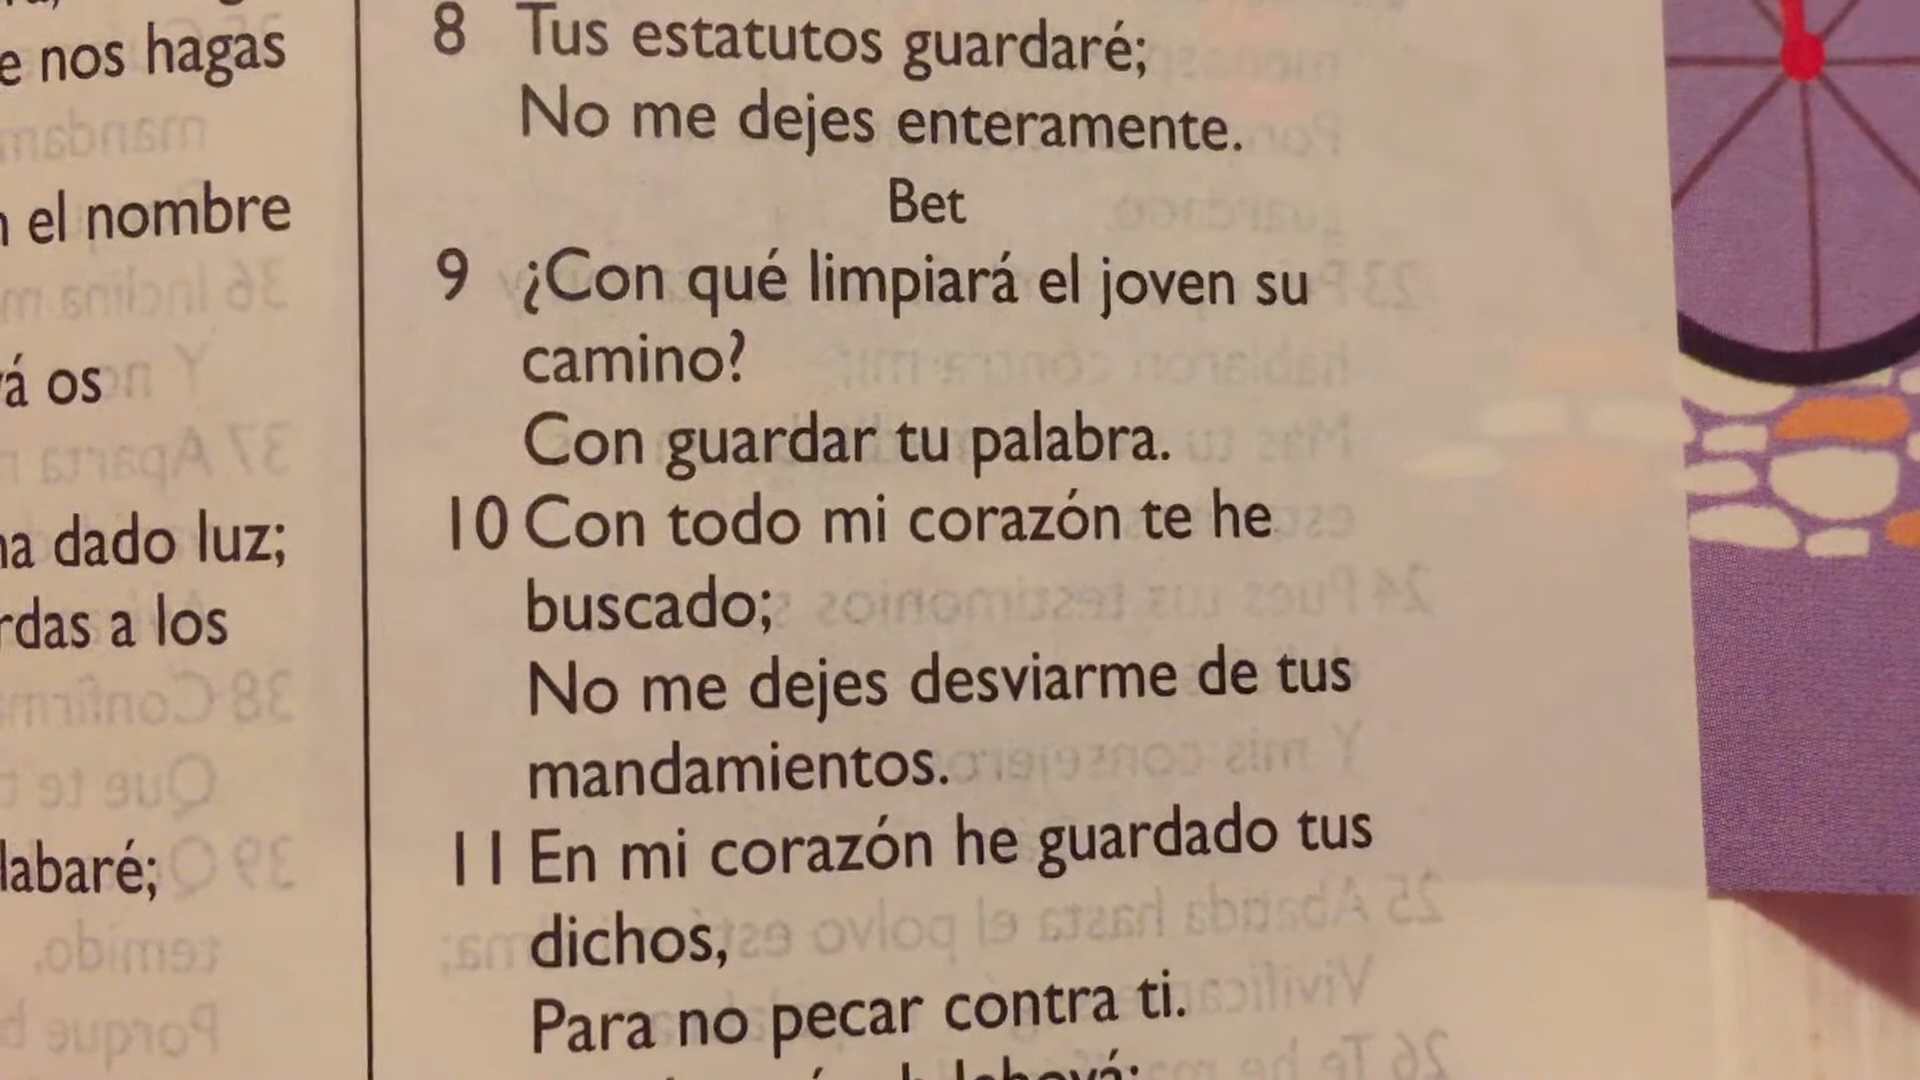 e nos hagas
el nombre
á os
dado luz;
a los
8 Tus estatutos guardaré;
No me dejes enteramente.
Bet
9 ¿Con qué limpiará el joven su
camino?
Con guardar tu palabra.
10 Con todo mi corazón te he
buscado;
No me dejes desviarme de tus
mandamientos.
11 En mi corazón he guardado tus
dichos,
Para no pecar contra ti.